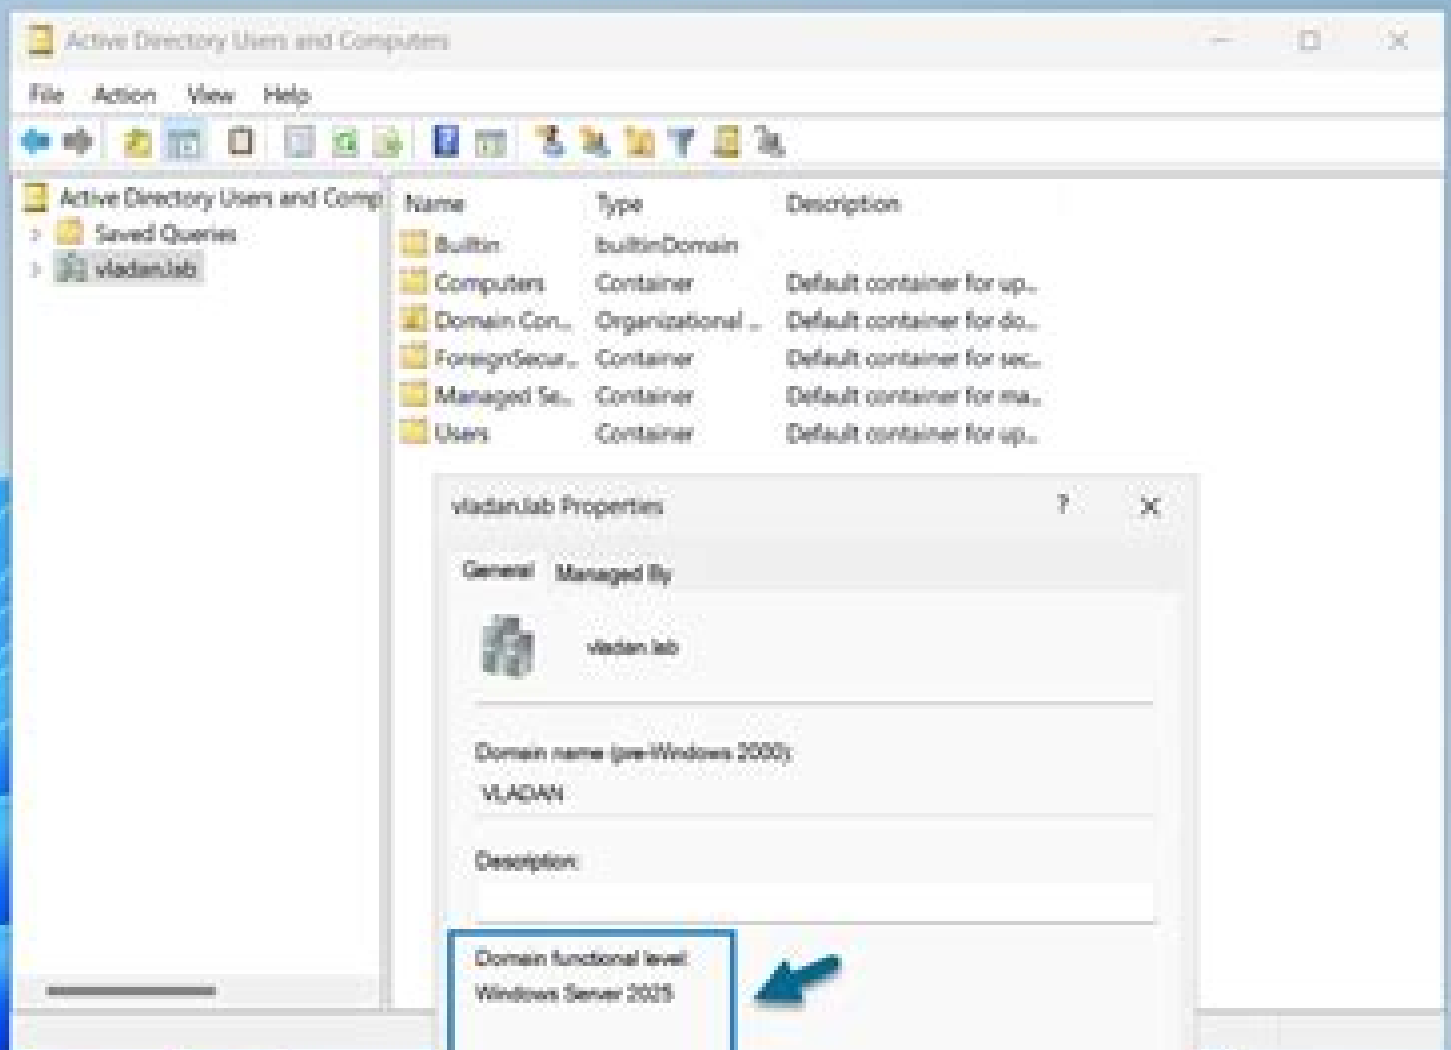 Active Directory Users and Computers
File Action View Help
Active Directory Users and Comp
Saved Queries
vladan.lab
Name Type Description
Builtin builtinDomain
Computers Container Default container for up...
Domain Con... Organizational ... Default container for do...
ForeignSecur... Container Default container for sec...
Managed Se... Container Default container for ma...
Users Container Default container for up...
vladan.lab Properties ?
General Managed By
vladan.lab
Domain name (pre-Windows 2000):
VLADAN
Description:
Domain functional level:
Windows Server 2025